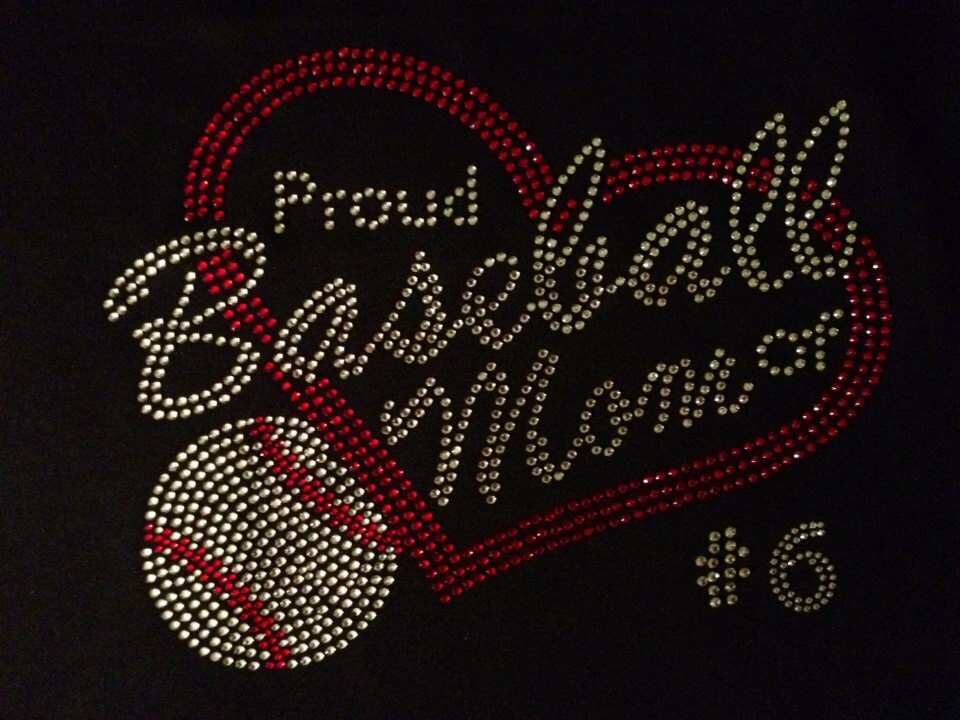 Proud
Baseball
Mom of
#6